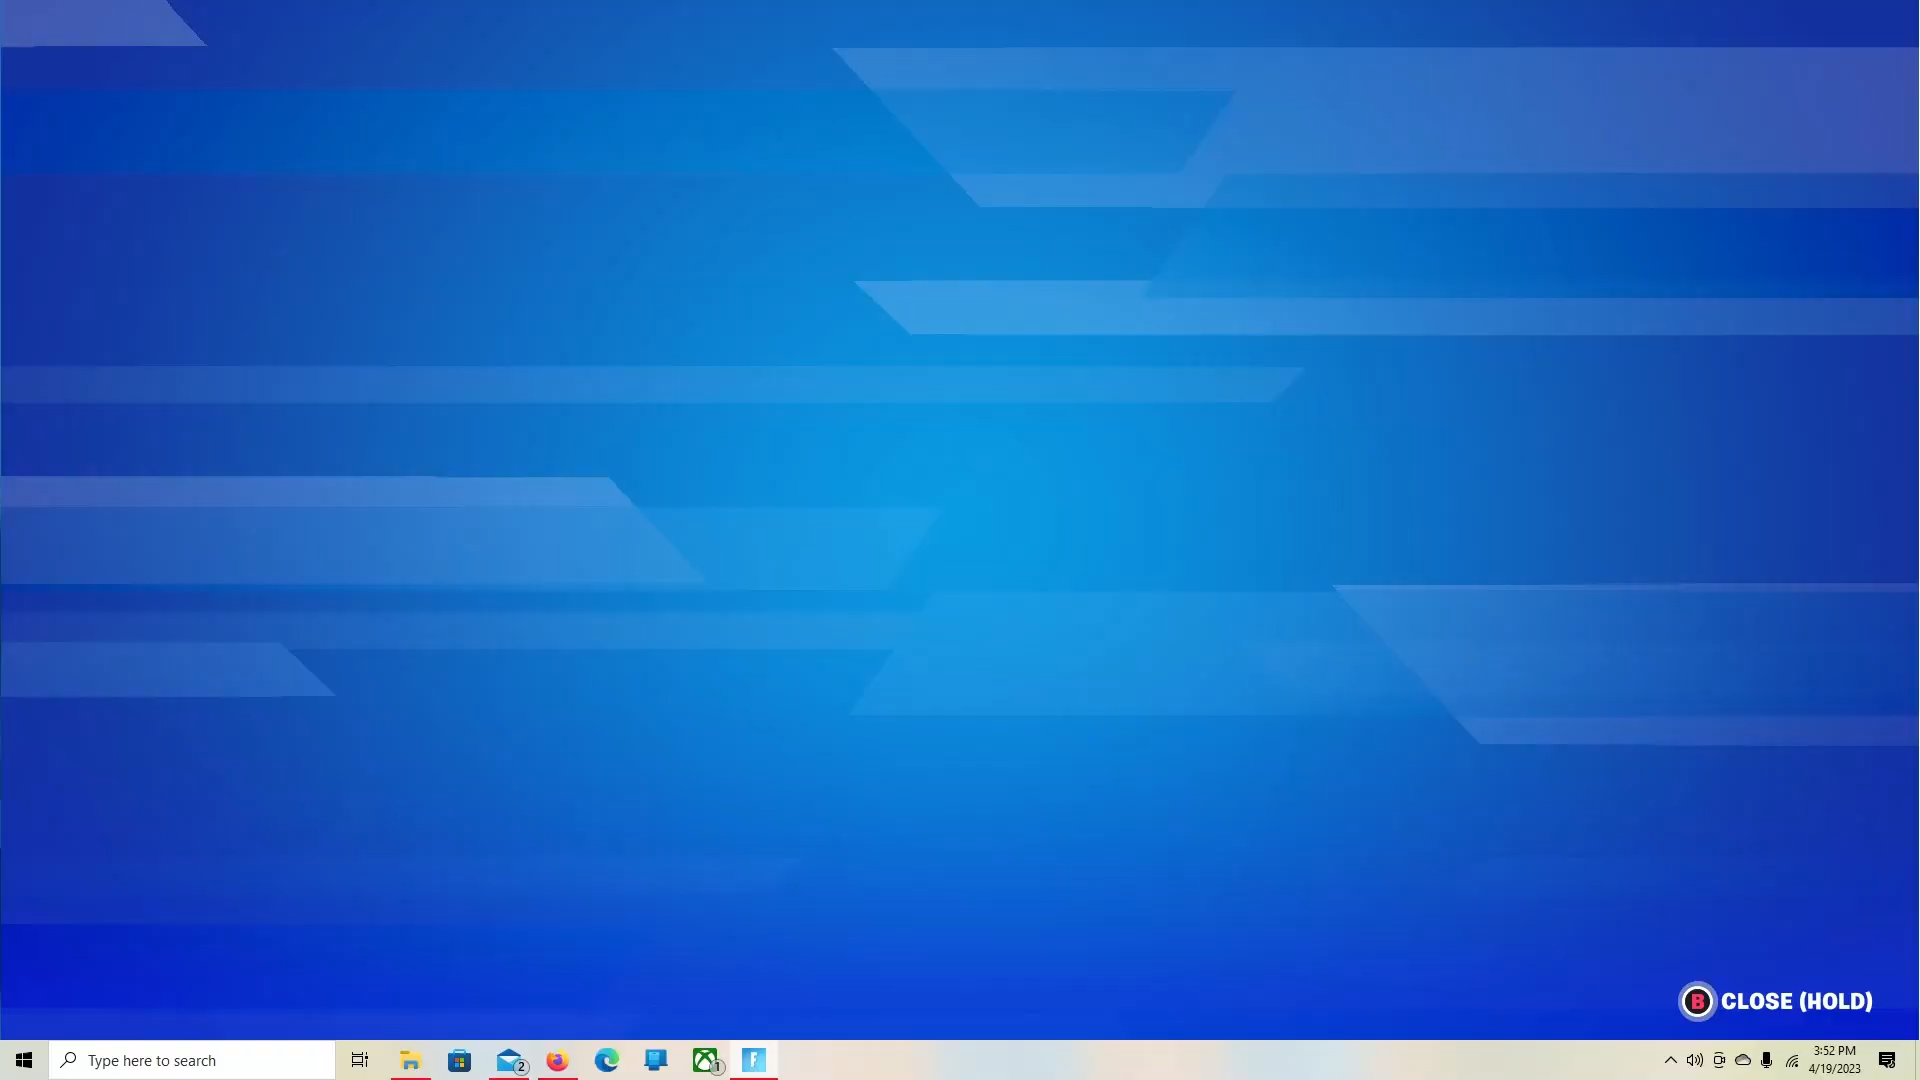 B CLOSE (HOLD)
Type here to search
2
1
F
3:52 PM
4/19/2023